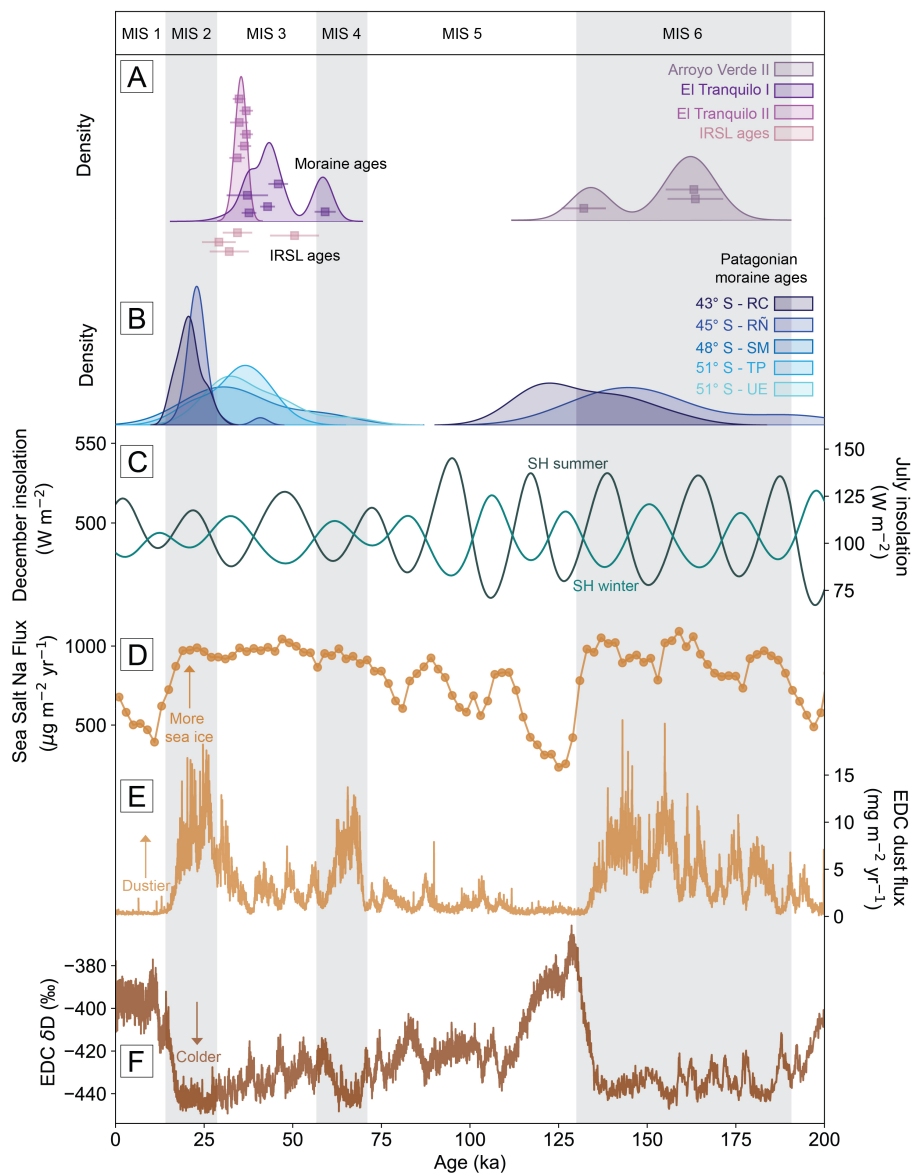 MIS 1 MIS 2 MIS 3 MIS 4 MIS 5 MIS 6
A
Density
Arroyo Verde II
El Tranquilo I
El Tranquilo II
IRSL ages
Moraine ages
IRSL ages
B
Density
Patagonian
moraine ages
43° S - RC
45° S - RÑ
48° S - SM
51° S - TP
51° S - UE
C
December insolation
(W m⁻²)
550
500
SH summer
SH winter
July insolation
(W m⁻²)
150
125
100
75
D
Sea Salt Na Flux
(µg m⁻² yr⁻¹)
1000
500
More
sea ice
E
Dustier
EDC dust flux
(mg m⁻² yr⁻¹)
15
10
5
0
F
EDC δD (‰)
−380
−400
−420
−440
Colder
0 25 50 75 100 125 150 175 200
Age (ka)